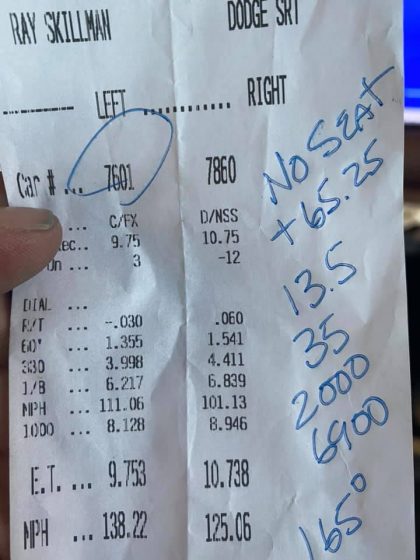 RAY SKILLMAN DODGE SRT
LEFT ............ RIGHT
Car # ... 7601 7860
... C/FX D/NSS
ec.. 9.75 10.75
on ... 3 -12
DIAL ...
R/T ... -.030 .060
60' ... 1.355 1.541
330 ... 3.998 4.411
1/8 ... 6.217 6.839
MPH ... 111.06 101.13
1000 ... 8.128 8.946
E.T. ... 9.753 10.738
MPH ... 138.22 125.06
NO SEAT
+65.25
13.5
35
2000
6900
165°